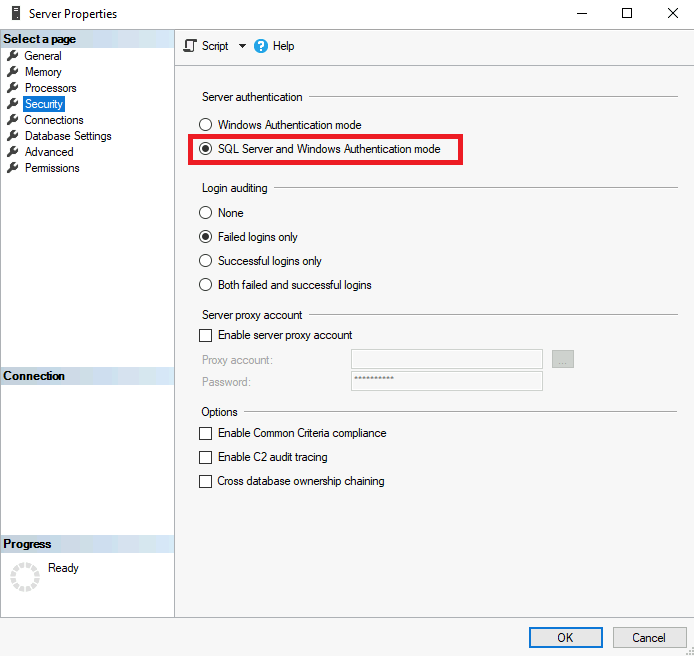 Server Properties
Select a page
General
Memory
Processors
Security
Connections
Database Settings
Advanced
Permissions
Connection
Progress
Ready
Script
Help
Server authentication
Windows Authentication mode
SQL Server and Windows Authentication mode
Login auditing
None
Failed logins only
Successful logins only
Both failed and successful logins
Server proxy account
Enable server proxy account
Proxy account:
...
Password:
**********
Options
Enable Common Criteria compliance
Enable C2 audit tracing
Cross database ownership chaining
OK
Cancel